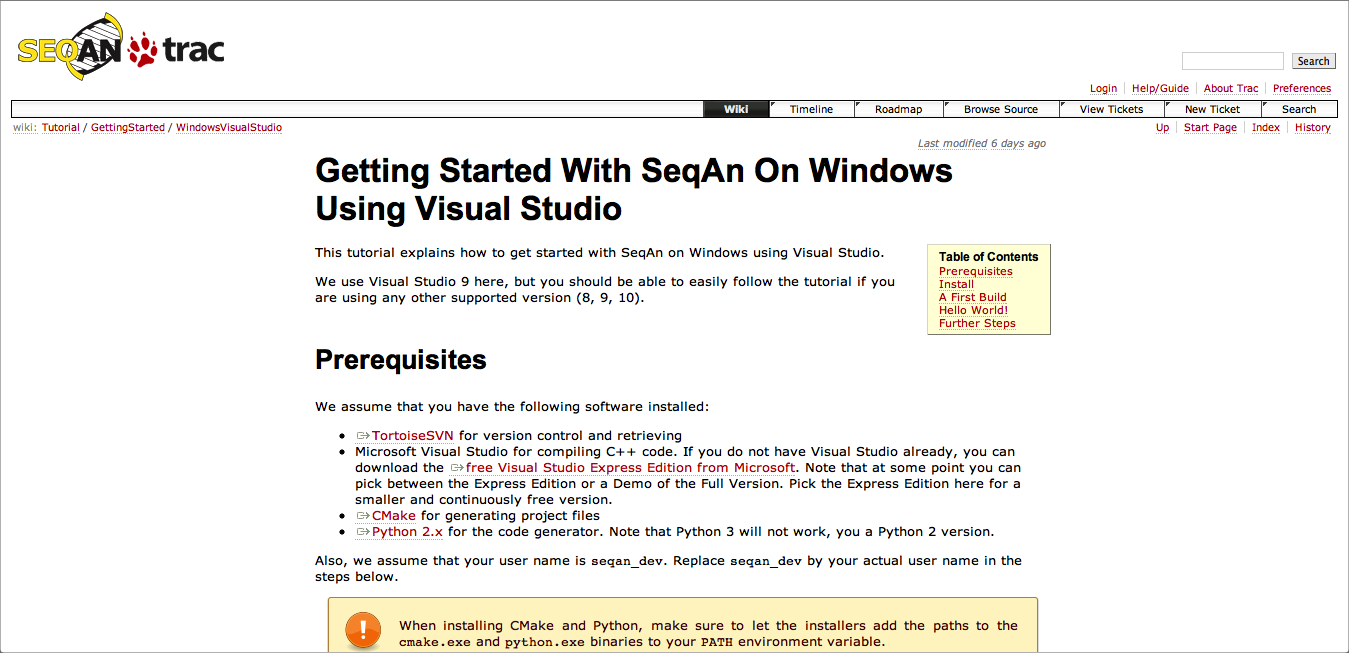 SEQAN trac
Search
Login Help/Guide About Trac Preferences
Wiki Timeline Roadmap Browse Source View Tickets New Ticket Search
wiki: Tutorial / GettingStarted / WindowsVisualStudio
Up Start Page Index History
Last modified 6 days ago
Getting Started With SeqAn On Windows
Using Visual Studio
This tutorial explains how to get started with SeqAn on Windows using Visual Studio.
We use Visual Studio 9 here, but you should be able to easily follow the tutorial if you
are using any other supported version (8, 9, 10).
Table of Contents
Prerequisites
Install
A First Build
Hello World!
Further Steps
Prerequisites
We assume that you have the following software installed:
• TortoiseSVN for version control and retrieving
• Microsoft Visual Studio for compiling C++ code. If you do not have Visual Studio already, you can
download the free Visual Studio Express Edition from Microsoft. Note that at some point you can
pick between the Express Edition or a Demo of the Full Version. Pick the Express Edition here for a
smaller and continuously free version.
• CMake for generating project files
• Python 2.x for the code generator. Note that Python 3 will not work, you a Python 2 version.
Also, we assume that your user name is seqan_dev. Replace seqan_dev by your actual user name in the
steps below.
When installing CMake and Python, make sure to let the installers add the paths to the
cmake.exe and python.exe binaries to your PATH environment variable.